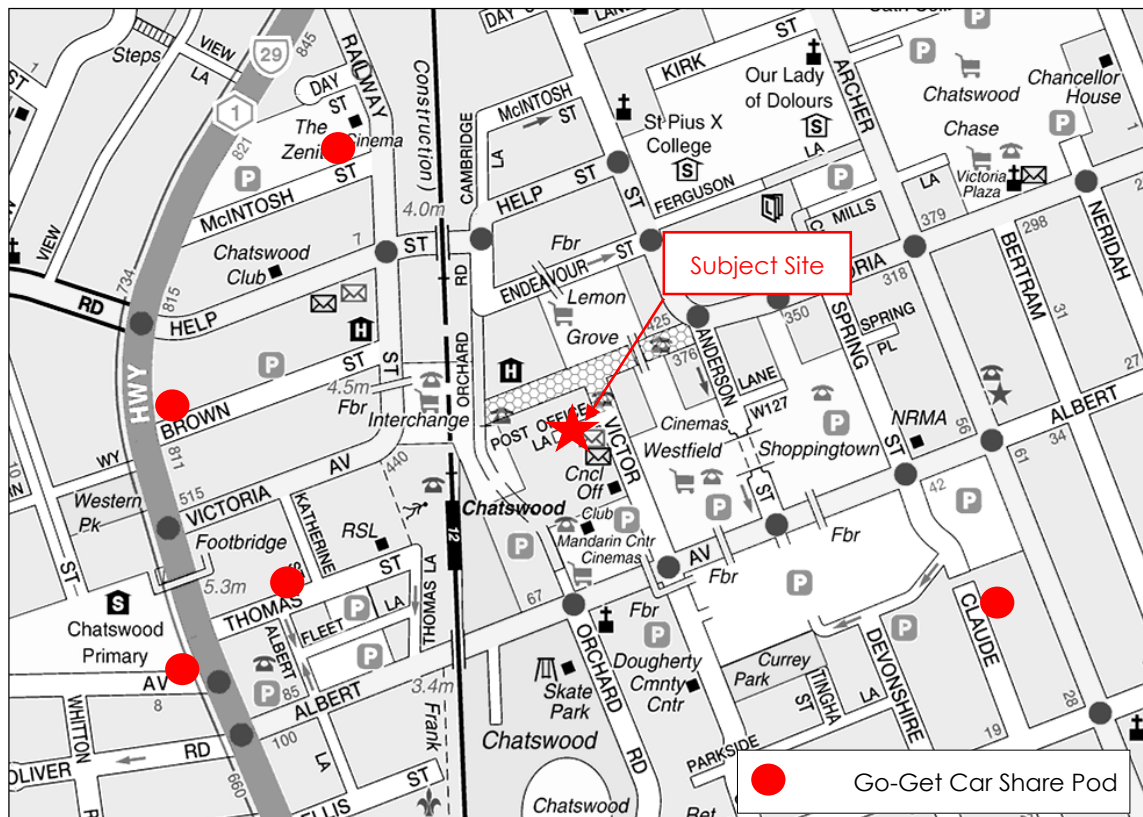 Steps
VIEW
LA
29
845
1
821
ST
1
DAY
ST
RAILWAY
The
Zenith
Cinema
P
McINTOSH
ST
Construction)
4.0m
CAMBRIDGE
LA
McINTOSH
ST
DAY ST
LANE
KIRK
ST
Our Lady
of Dolours
S
St Pius X
College
S
FERGUSON
LA
ARCHER
P
P
Chatswood
Chase
Chancellor
House
P
Victoria
Plaza
MILLS
LA
379
298
NERIDAH
BERTRAM
VIEW
RD
734
815
Chatswood
Club
7
ST
HELP
ST
HELP
ST
RD
Fbr
ENDEAVOUR
ST
Lemon
Grove
425
376
Subject Site
350
318
SPRING
SPRING
PL
31
27
H
P
HWY
BROWN
ST
811
WY
4.5m
Fbr
ST
Interchange
ORCHARD
H
POST OFFICE
LA
VICTOR
ANDERSON
LANE
W127
ST
Cinemas
Westfield
P
Shoppingtown
P
NRMA
ST
56
61
34
ALBERT
Western
Pk
515
VICTORIA
AV
440
Chatswood
12
Cncl
Off
Club
Mandarin Cntr
Cinemas
P
P
AV
Fbr
Fbr
P
42
P
Footbridge
5.3m
KATHERINE
RSL
ST
THOMAS
ST
S
Chatswood
Primary
AV
8
ALBERT
FLEET
LA
P
P
P
85
THOMAS LA
67
ORCHARD
RD
Fbr
P
Dougherty
Cmnty
Cntr
Currey
Park
TINGHA
ST
LA
DEVONSHIRE
P
CLAUDE
19
28
WHITTON
OLIVER
RD
100
660
ALBERT
LA
ELLIS
ST
3.4m
Frank
Skate
Park
Chatswood
Chatswood
PARKSIDE
Ret
Go-Get Car Share Pod